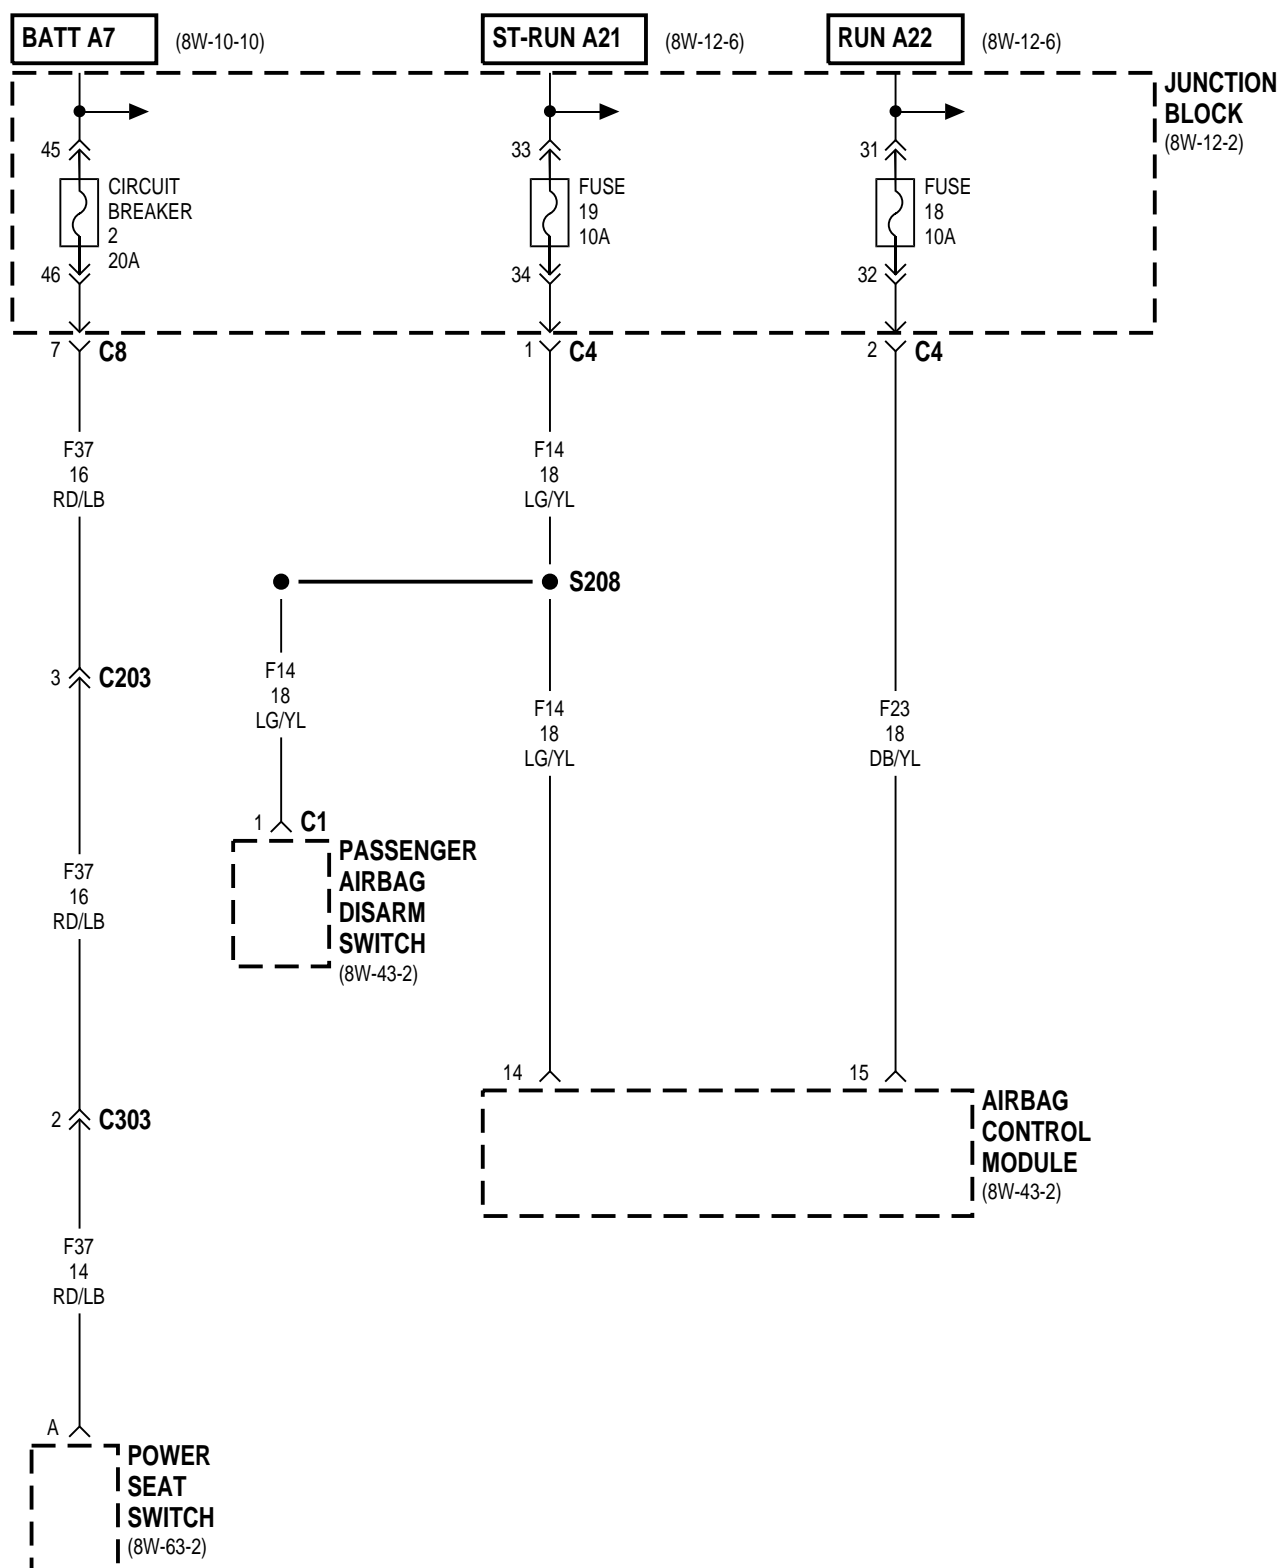 BATT A7 (8W-10-10)
ST-RUN A21 (8W-12-6)
RUN A22 (8W-12-6)
JUNCTION
BLOCK
(8W-12-2)
45
CIRCUIT
BREAKER
2
20A
46
33
FUSE
19
10A
34
31
FUSE
18
10A
32
7 C8
1 C4
2 C4
F37
16
RD/LB
F14
18
LG/YL
S208
3 C203
F14
18
LG/YL
F14
18
LG/YL
F23
18
DB/YL
1 C1
PASSENGER
AIRBAG
DISARM
SWITCH
(8W-43-2)
F37
16
RD/LB
14
15
AIRBAG
CONTROL
MODULE
(8W-43-2)
2 C303
F37
14
RD/LB
A
POWER
SEAT
SWITCH
(8W-63-2)